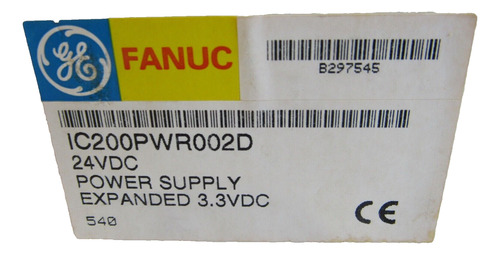 GE FANUC
B297545
IC200PWR002D
24VDC
POWER SUPPLY
EXPANDED 3.3VDC
540
CE